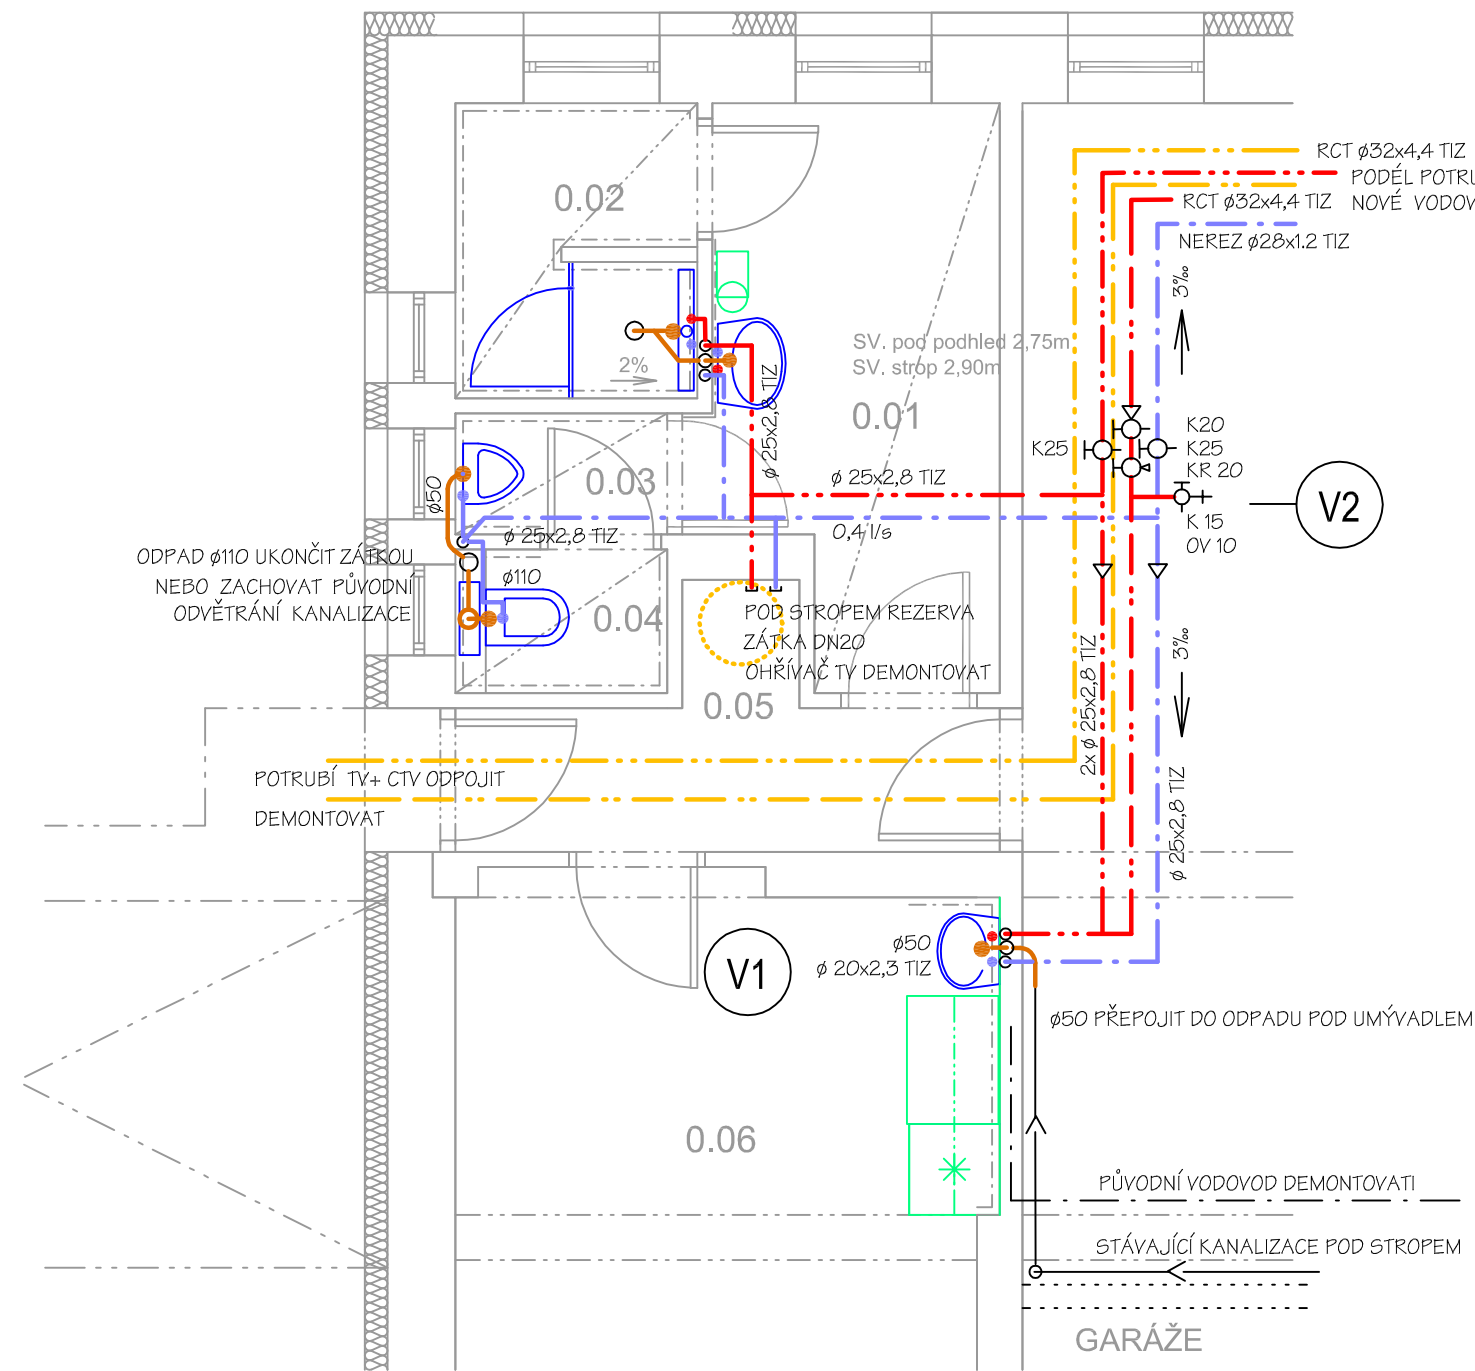 RCT ø32x4,4 TIZ
PODÉL POTRU
RCT ø32x4,4 TIZ
NOVÉ VODOV
NEREZ ø28x1.2 TIZ
3‰
0.02
SV. pod podhled 2,75m
SV. strop 2,90m
2%
ø 25x2,8 TIZ
0.01
K20
K25
K25
KR 20
ø50
0.03
ø 25x2,8 TIZ
K 15
OV 10
V2
ø 25x2,8 TIZ
0,4 l/s
ODPAD ø110 UKONČIT ZÁTKOU
NEBO ZACHOVAT PŮVODNÍ
ODVĚTRÁNÍ KANALIZACE
ø110
0.04
POD STROPEM REZERVA
ZÁTKA DN20
OHŘÍVAČ TV DEMONTOVAT
0.05
3‰
2x ø 25x2,8 TIZ
POTRUBÍ TV+ CTV ODPOJIT
DEMONTOVAT
ø 25x2,8 TIZ
V1
ø50
ø 20x2,3 TIZ
ø50 PŘEPOJIT DO ODPADU POD UMÝVADLEM
0.06
PŮVODNÍ VODOVOD DEMONTOVATI
STÁVAJÍCÍ KANALIZACE POD STROPEM
GARÁŽE